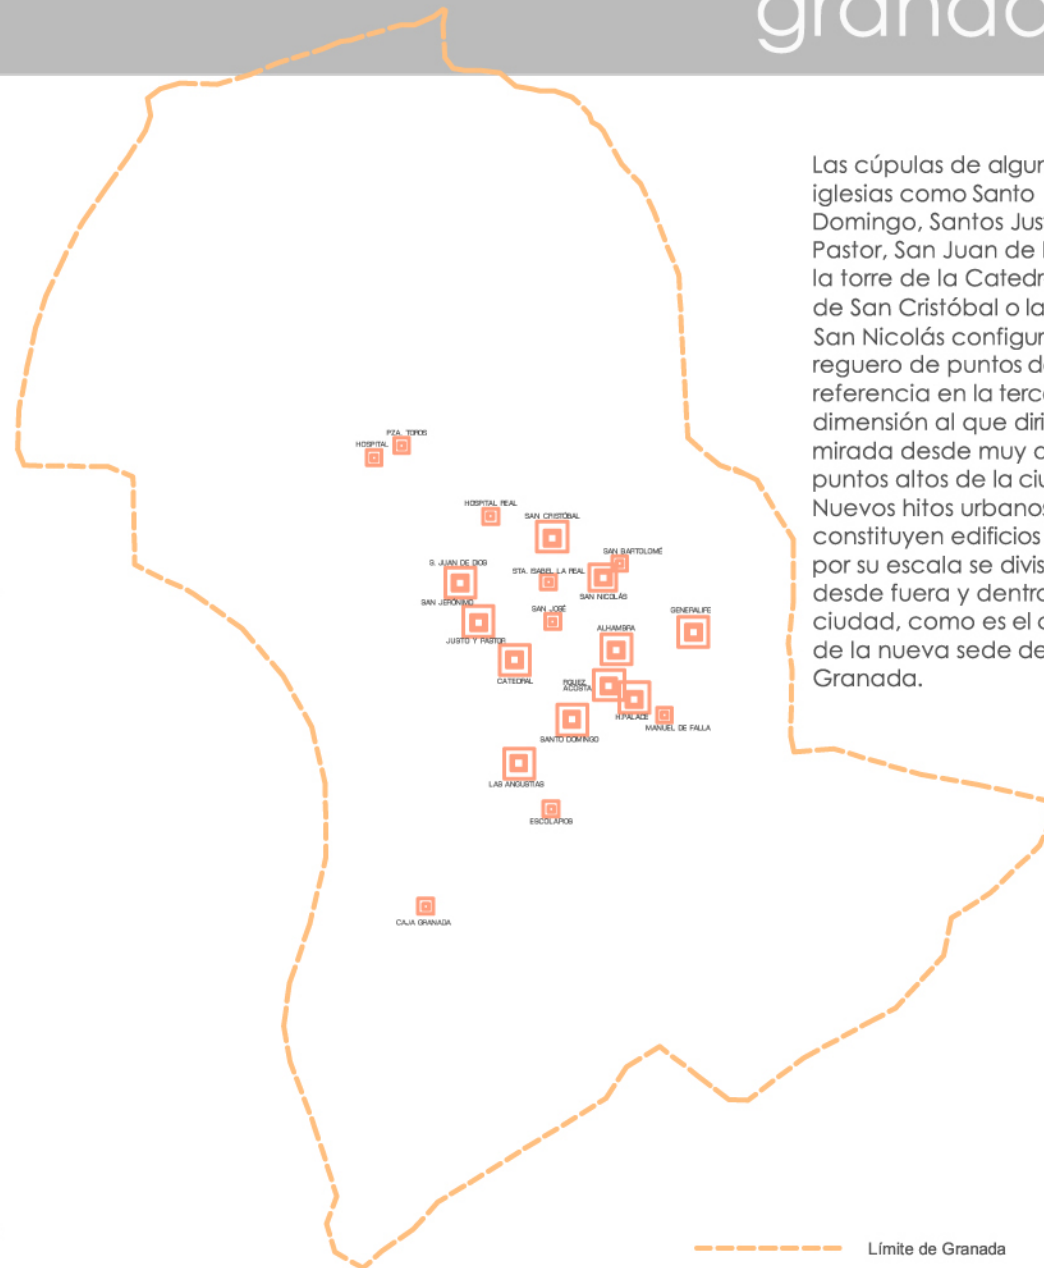 granad
Las cúpulas de algun
iglesias como Santo
Domingo, Santos Jus
Pastor, San Juan de
la torre de la Catedr
de San Cristóbal o la
San Nicolás configur
reguero de puntos d
referencia en la terce
dimensión al que diri
mirada desde muy d
puntos altos de la ciu
Nuevos hitos urbanos
constituyen edificios
por su escala se divis
desde fuera y dentro
ciudad, como es el c
de la nueva sede de
Granada.
PZA. TOROS
HOSPITAL
HOSPITAL REAL
SAN CRISTÓBAL
SAN BARTOLOMÉ
S. JUAN DE DIOS
STA. ISABEL LA REAL
SAN NICOLÁS
SAN JERÓNIMO
SAN JOSÉ
GENERALIFE
JUSTO Y PASTOR
ALHAMBRA
CATEDRAL
RGUEZ.
ACOSTA
H.PALACE
MANUEL DE FALLA
SANTO DOMINGO
LAS ANGUSTIAS
ESCOLAPIOS
CAJA GRANADA
Límite de Granada